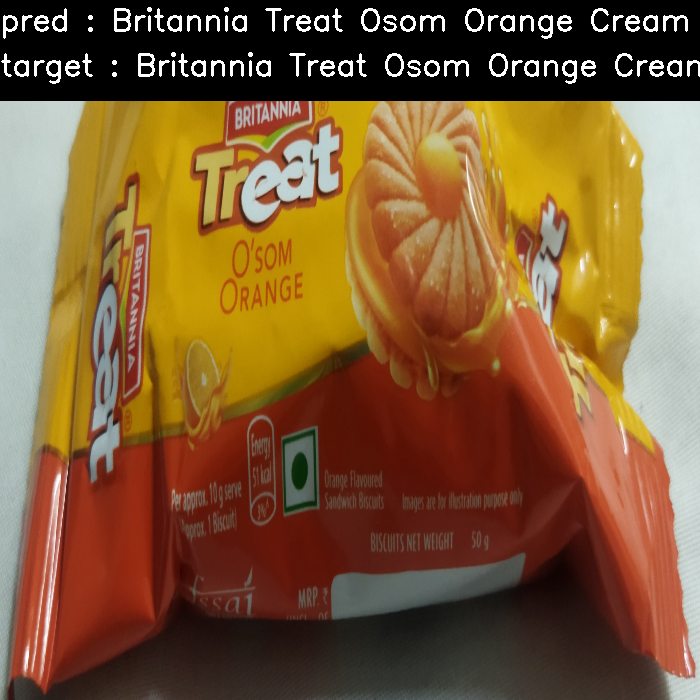 pred : Britannia Treat Osom Orange Cream
target : Britannia Treat Osom Orange Crean
BRITANNIA
Treat
O'SOM
ORANGE
BRITANNIA
Treat
Energy
51 kcal
Per approx. 10 g serve
approx. 1 Biscuit)
Orange Flavoured
Sandwich Biscuits
Images are for illustration purpose only
BISCUITS NET WEIGHT 50 g
fssai
MRP. ₹